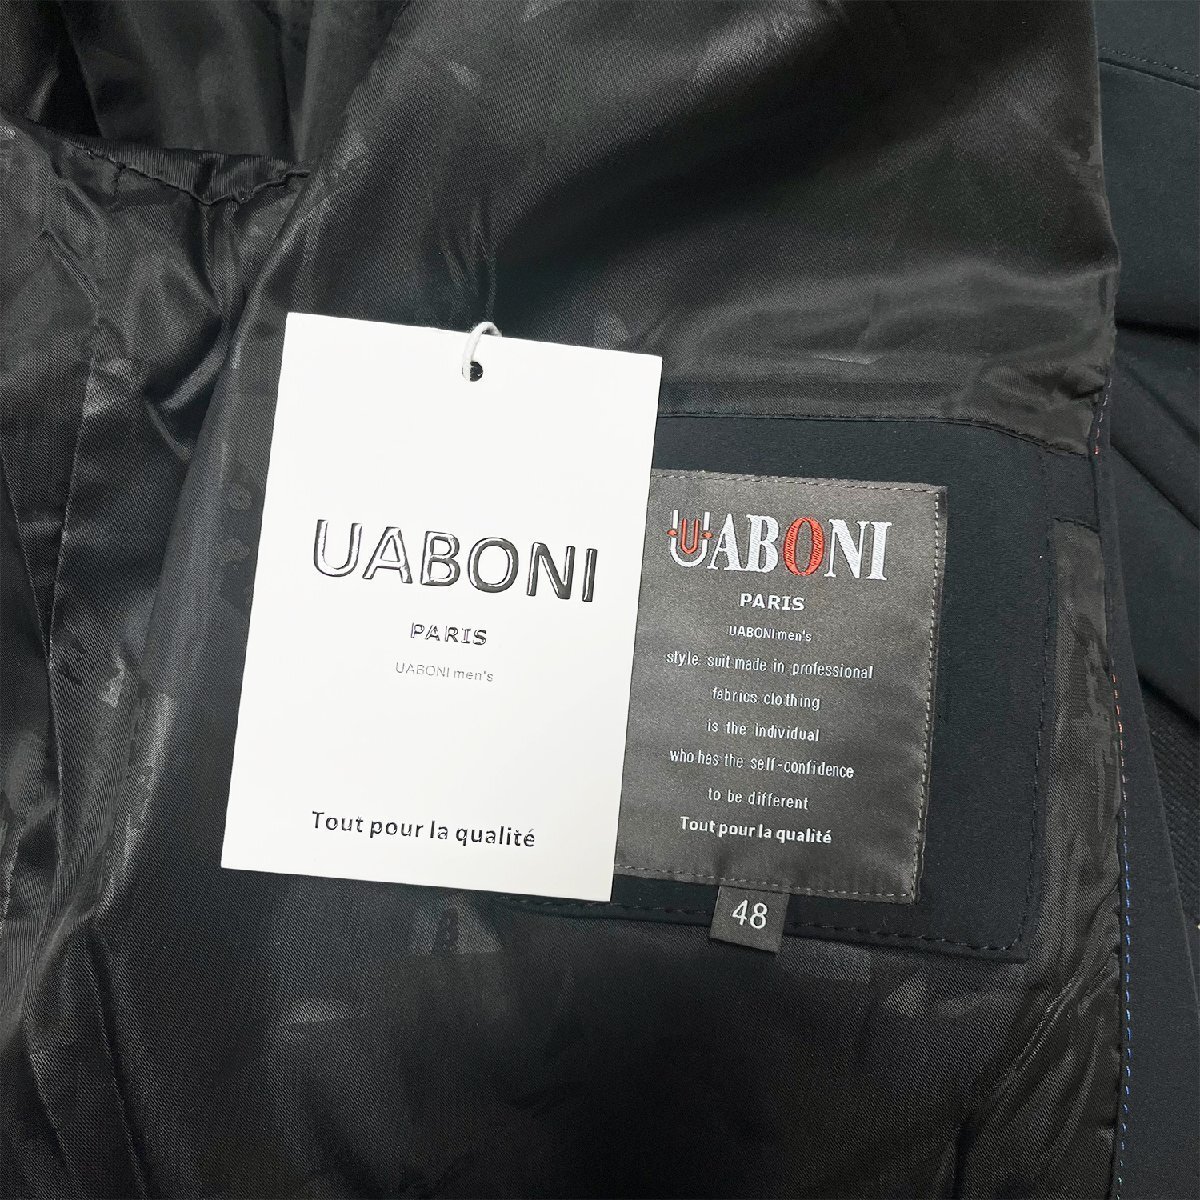 UABONI
PARIS
UABONI men's
Tout pour la qualité
UABONI
PARIS
UABONI men's
style suit made in professional
fabrics clothing
is the individual
who has the self-confidence
to be different
Tout pour la qualité
48